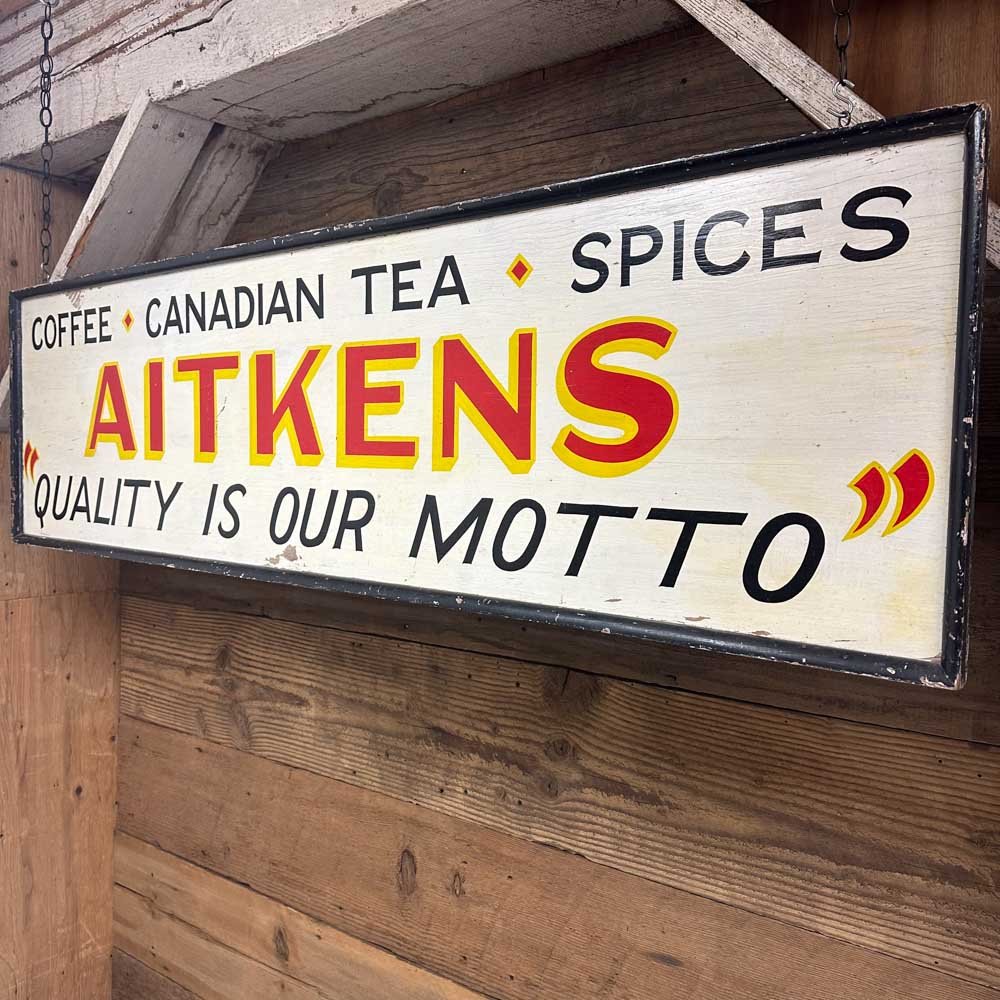 COFFEE ♦ CANADIAN TEA ♦ SPICES
AITKENS
"QUALITY IS OUR MOTTO"